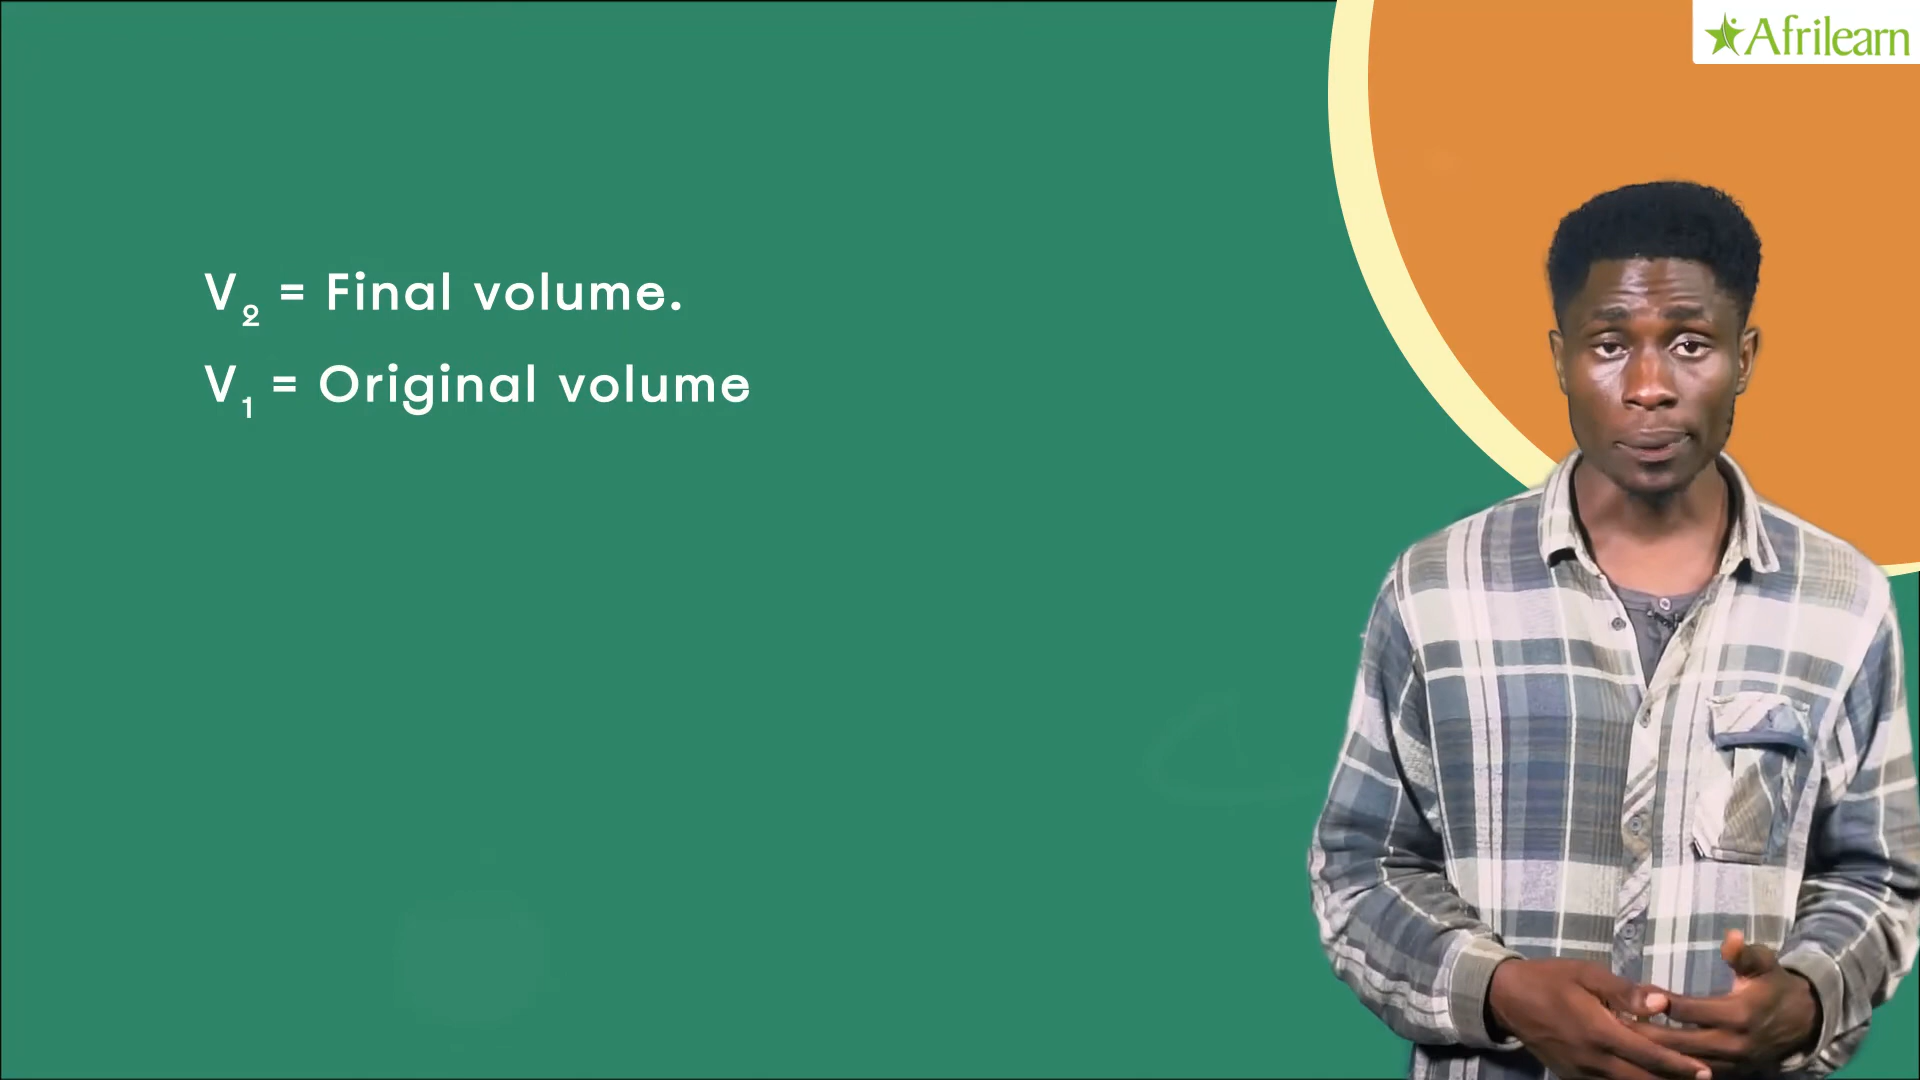 Afrilearn
V₂ = Final volume.
V₁ = Original volume